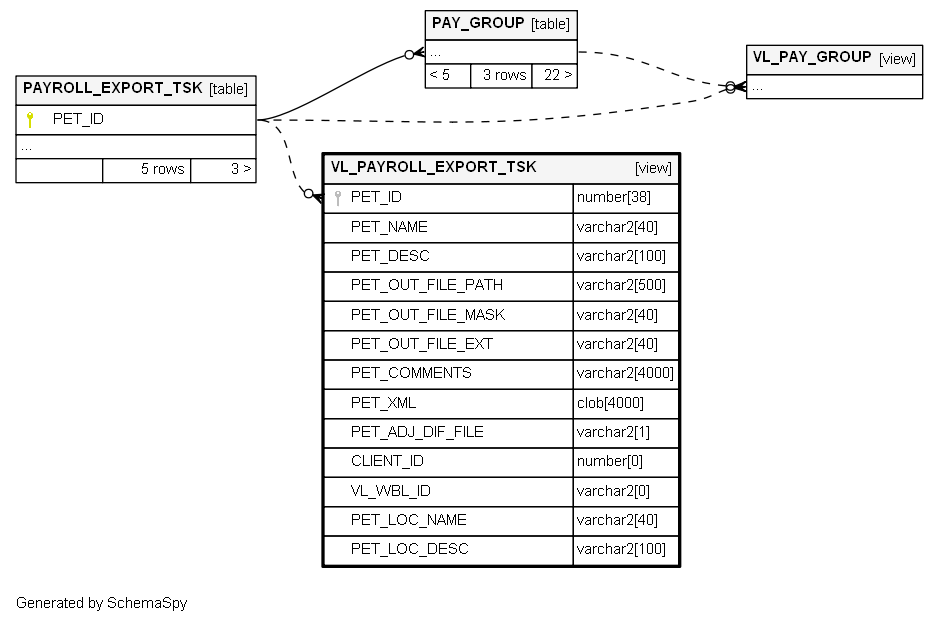 PAY_GROUP [table]
...
< 5 3 rows 22 >
VL_PAY_GROUP [view]
...
PAYROLL_EXPORT_TSK [table]
PET_ID
...
5 rows 3 >
VL_PAYROLL_EXPORT_TSK [view]
PET_ID number[38]
PET_NAME varchar2[40]
PET_DESC varchar2[100]
PET_OUT_FILE_PATH varchar2[500]
PET_OUT_FILE_MASK varchar2[40]
PET_OUT_FILE_EXT varchar2[40]
PET_COMMENTS varchar2[4000]
PET_XML clob[4000]
PET_ADJ_DIF_FILE varchar2[1]
CLIENT_ID number[0]
VL_WBL_ID varchar2[0]
PET_LOC_NAME varchar2[40]
PET_LOC_DESC varchar2[100]
Generated by SchemaSpy